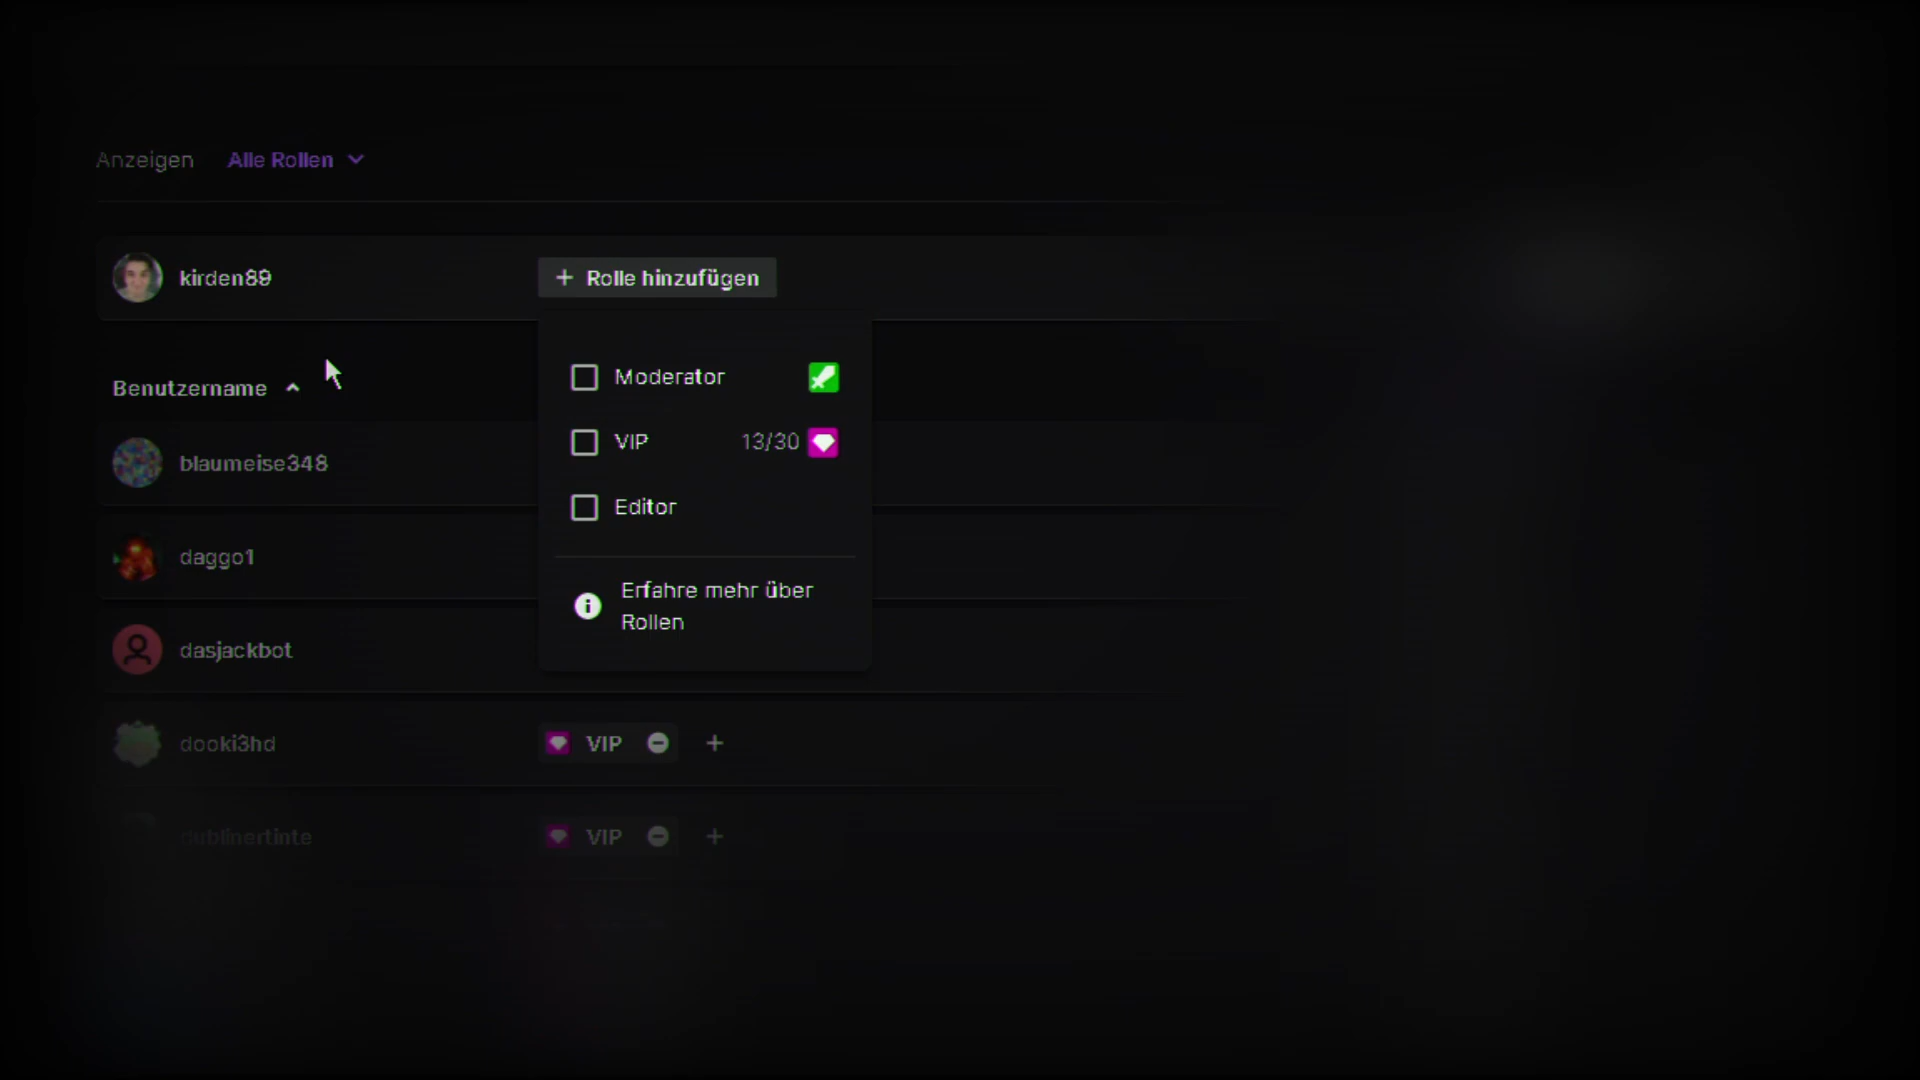 Anzeigen Alle Rollen
kirden89
+ Rolle hinzufügen
Moderator
VIP 13/30
Editor
Erfahre mehr über
Rollen
Benutzername
blaumeise348
daggo1
dasjackbot
dooki3hd VIP +
dublinertinte VIP +